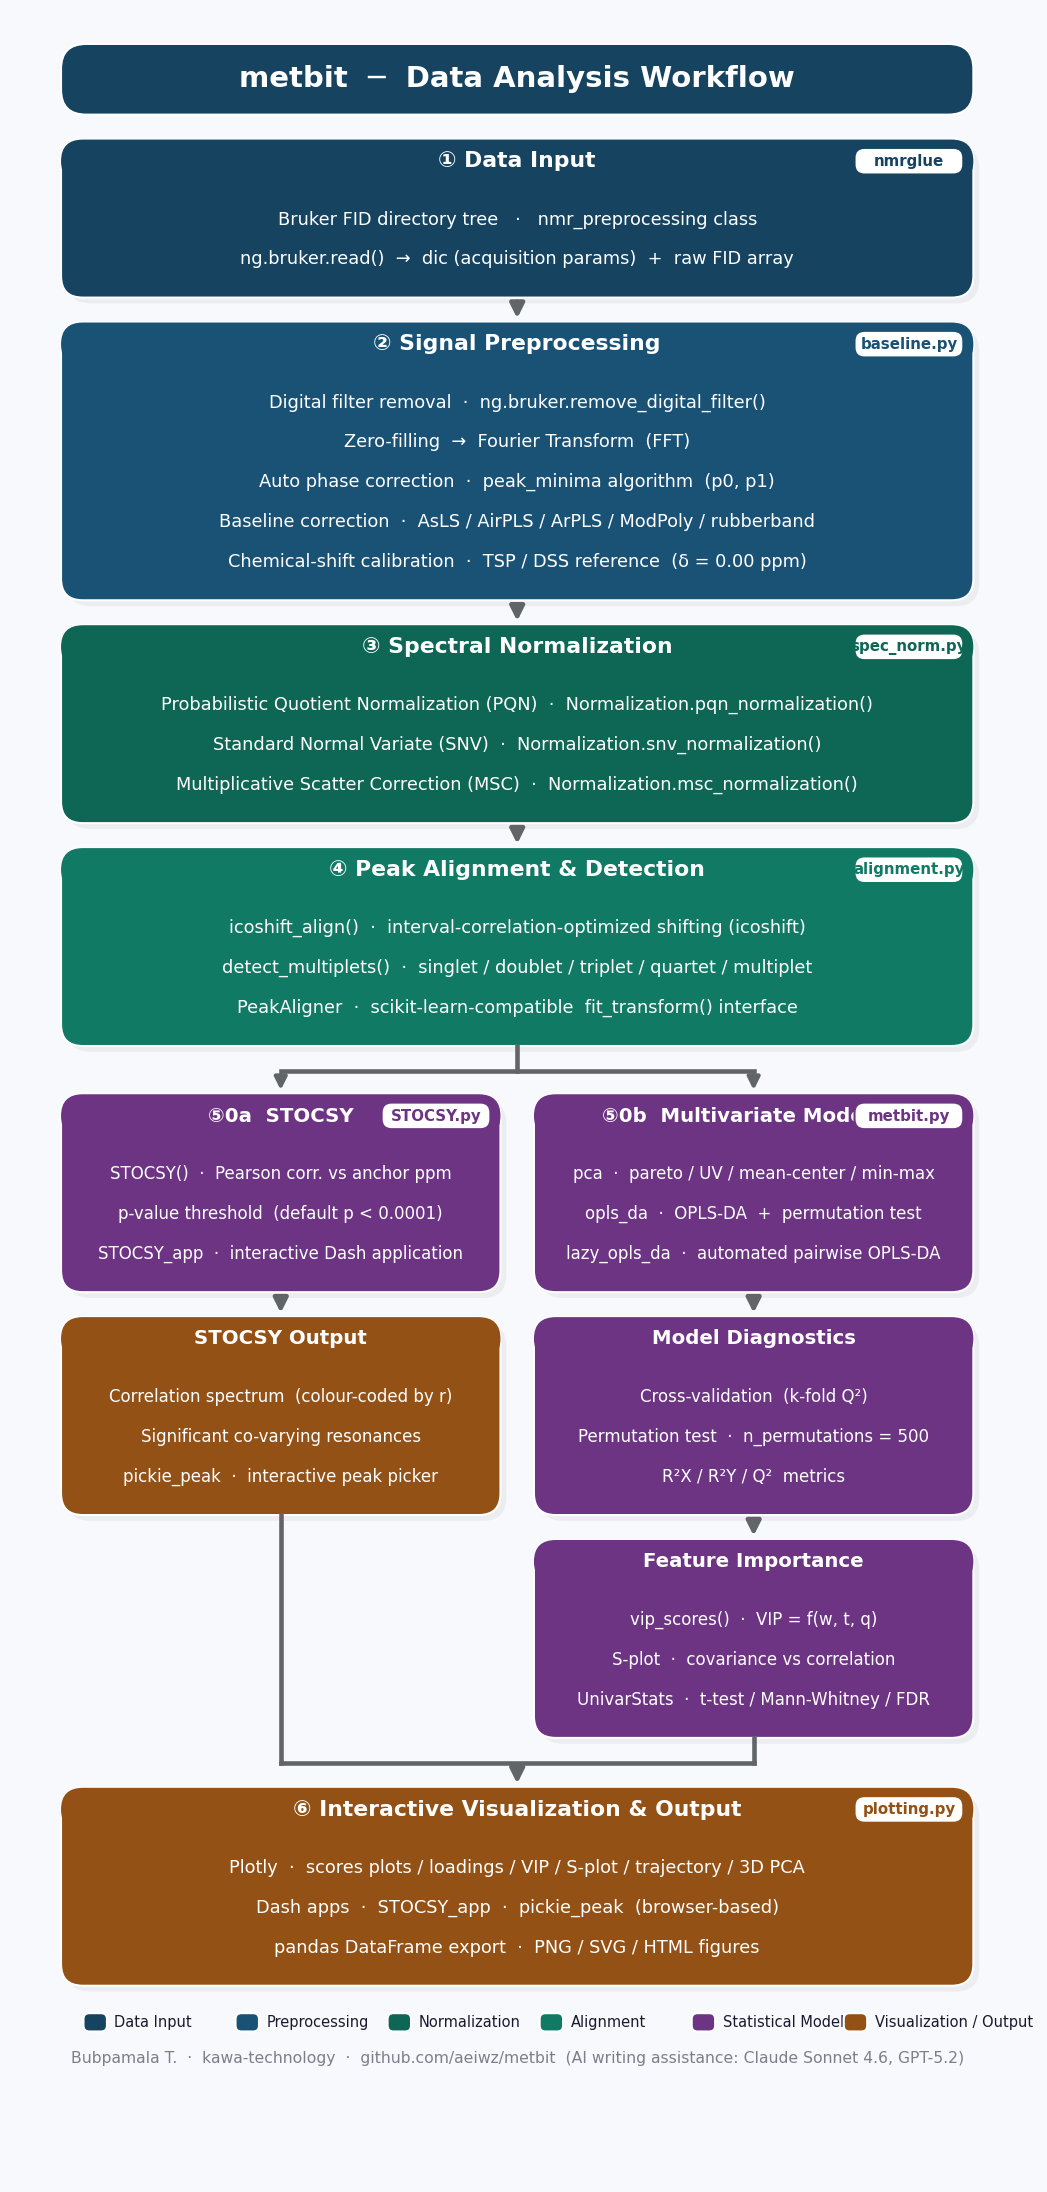 metbit – Data Analysis Workflow
① Data Input
nmrglue
Bruker FID directory tree · nmr_preprocessing class
ng.bruker.read() → dic (acquisition params) + raw FID array
② Signal Preprocessing
baseline.py
Digital filter removal · ng.bruker.remove_digital_filter()
Zero-filling → Fourier Transform (FFT)
Auto phase correction · peak_minima algorithm (p0, p1)
Baseline correction · AsLS / AirPLS / ArPLS / ModPoly / rubberband
Chemical-shift calibration · TSP / DSS reference (δ = 0.00 ppm)
③ Spectral Normalization
spec_norm.py
Probabilistic Quotient Normalization (PQN) · Normalization.pqn_normalization()
Standard Normal Variate (SNV) · Normalization.snv_normalization()
Multiplicative Scatter Correction (MSC) · Normalization.msc_normalization()
④ Peak Alignment & Detection
alignment.py
icoshift_align() · interval-correlation-optimized shifting (icoshift)
detect_multiplets() · singlet / doublet / triplet / quartet / multiplet
PeakAligner · scikit-learn-compatible fit_transform() interface
⑤0a STOCSY
STOCSY.py
STOCSY() · Pearson corr. vs anchor ppm
p-value threshold (default p < 0.0001)
STOCSY_app · interactive Dash application
⑤0b Multivariate Mode
metbit.py
pca · pareto / UV / mean-center / min-max
opls_da · OPLS-DA + permutation test
lazy_opls_da · automated pairwise OPLS-DA
STOCSY Output
Correlation spectrum (colour-coded by r)
Significant co-varying resonances
pickie_peak · interactive peak picker
Model Diagnostics
Cross-validation (k-fold Q²)
Permutation test · n_permutations = 500
R²X / R²Y / Q² metrics
Feature Importance
vip_scores() · VIP = f(w, t, q)
S-plot · covariance vs correlation
UnivarStats · t-test / Mann-Whitney / FDR
⑥ Interactive Visualization & Output
plotting.py
Plotly · scores plots / loadings / VIP / S-plot / trajectory / 3D PCA
Dash apps · STOCSY_app · pickie_peak (browser-based)
pandas DataFrame export · PNG / SVG / HTML figures
Data Input
Preprocessing
Normalization
Alignment
Statistical Model
Visualization / Output
Bubpamala T. · kawa-technology · github.com/aeiwz/metbit (AI writing assistance: Claude Sonnet 4.6, GPT-5.2)